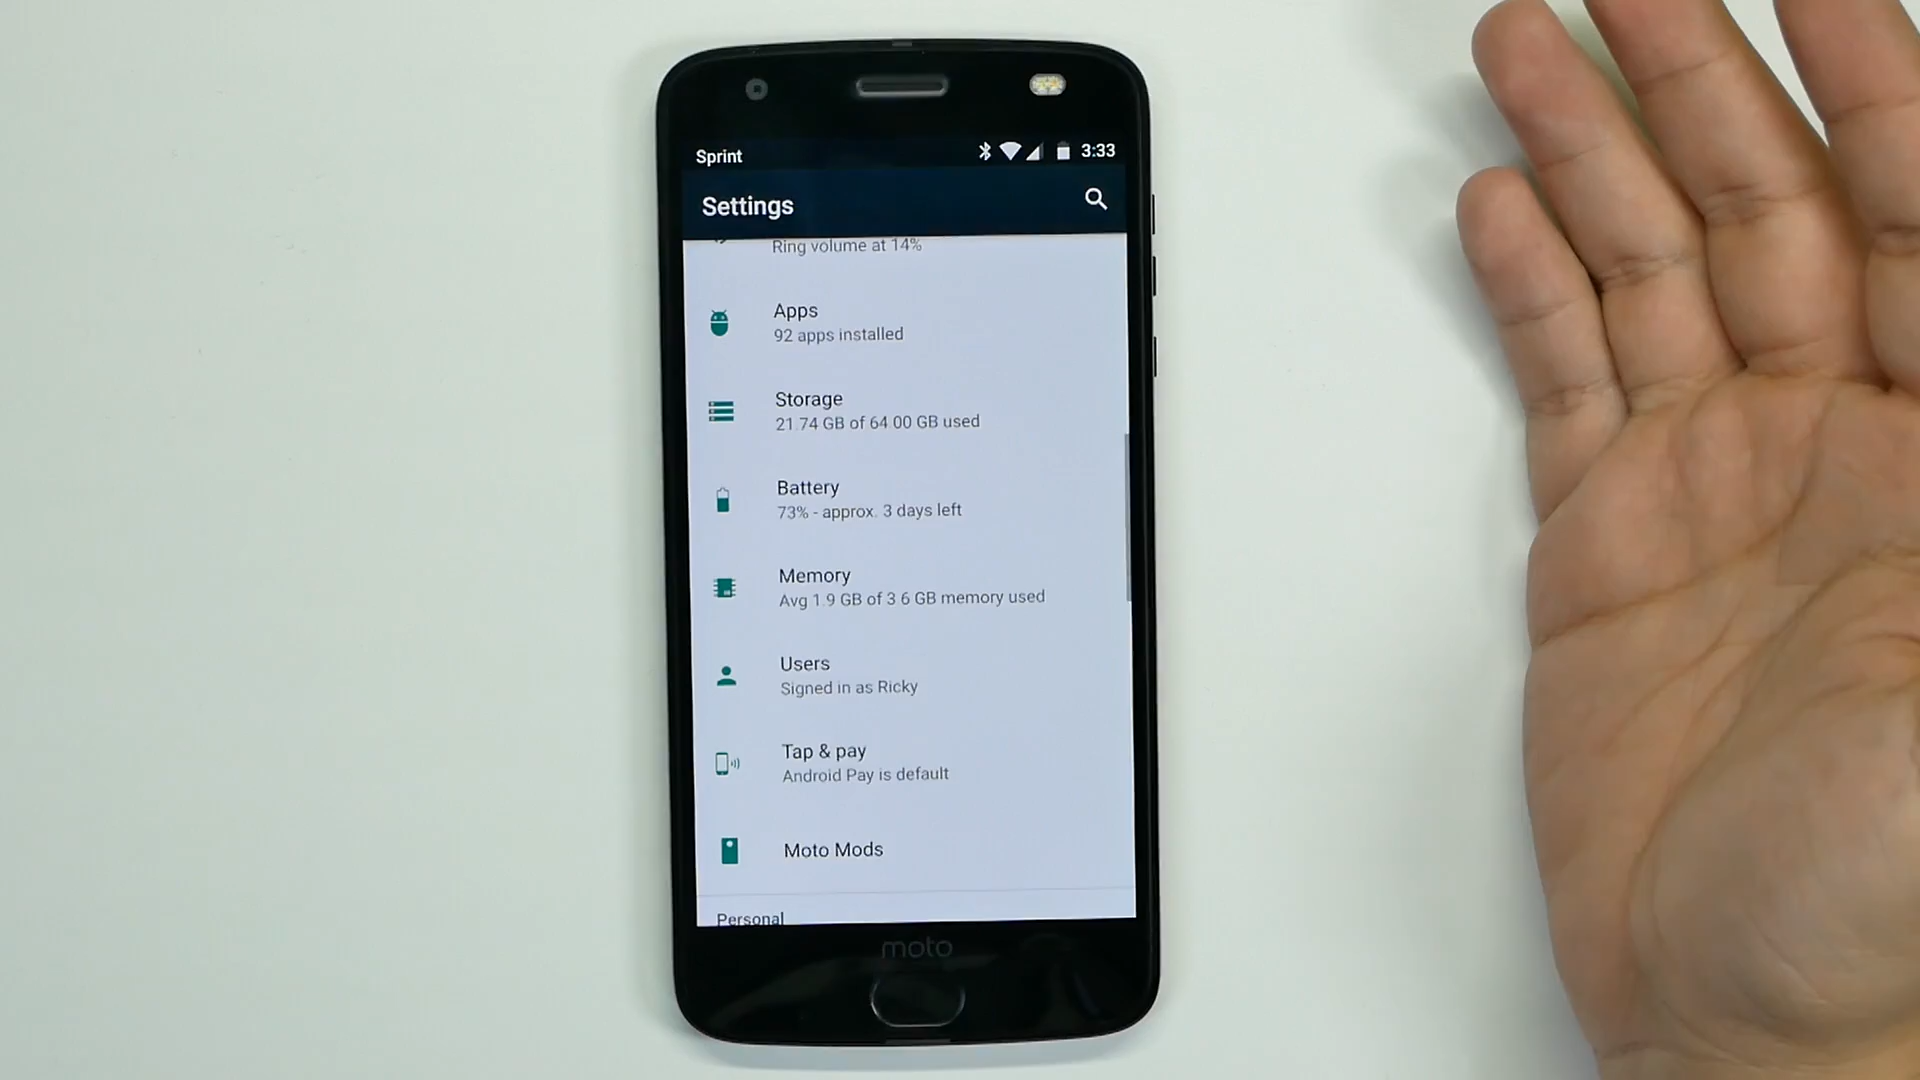 Sprint
3:33
Settings
Ring volume at 14%
Apps
92 apps installed
Storage
21.74 GB of 64.00 GB used
Battery
73% - approx. 3 days left
Memory
Avg 1.9 GB of 3.6 GB memory used
Users
Signed in as Ricky
Tap & pay
Android Pay is default
Moto Mods
Personal
moto